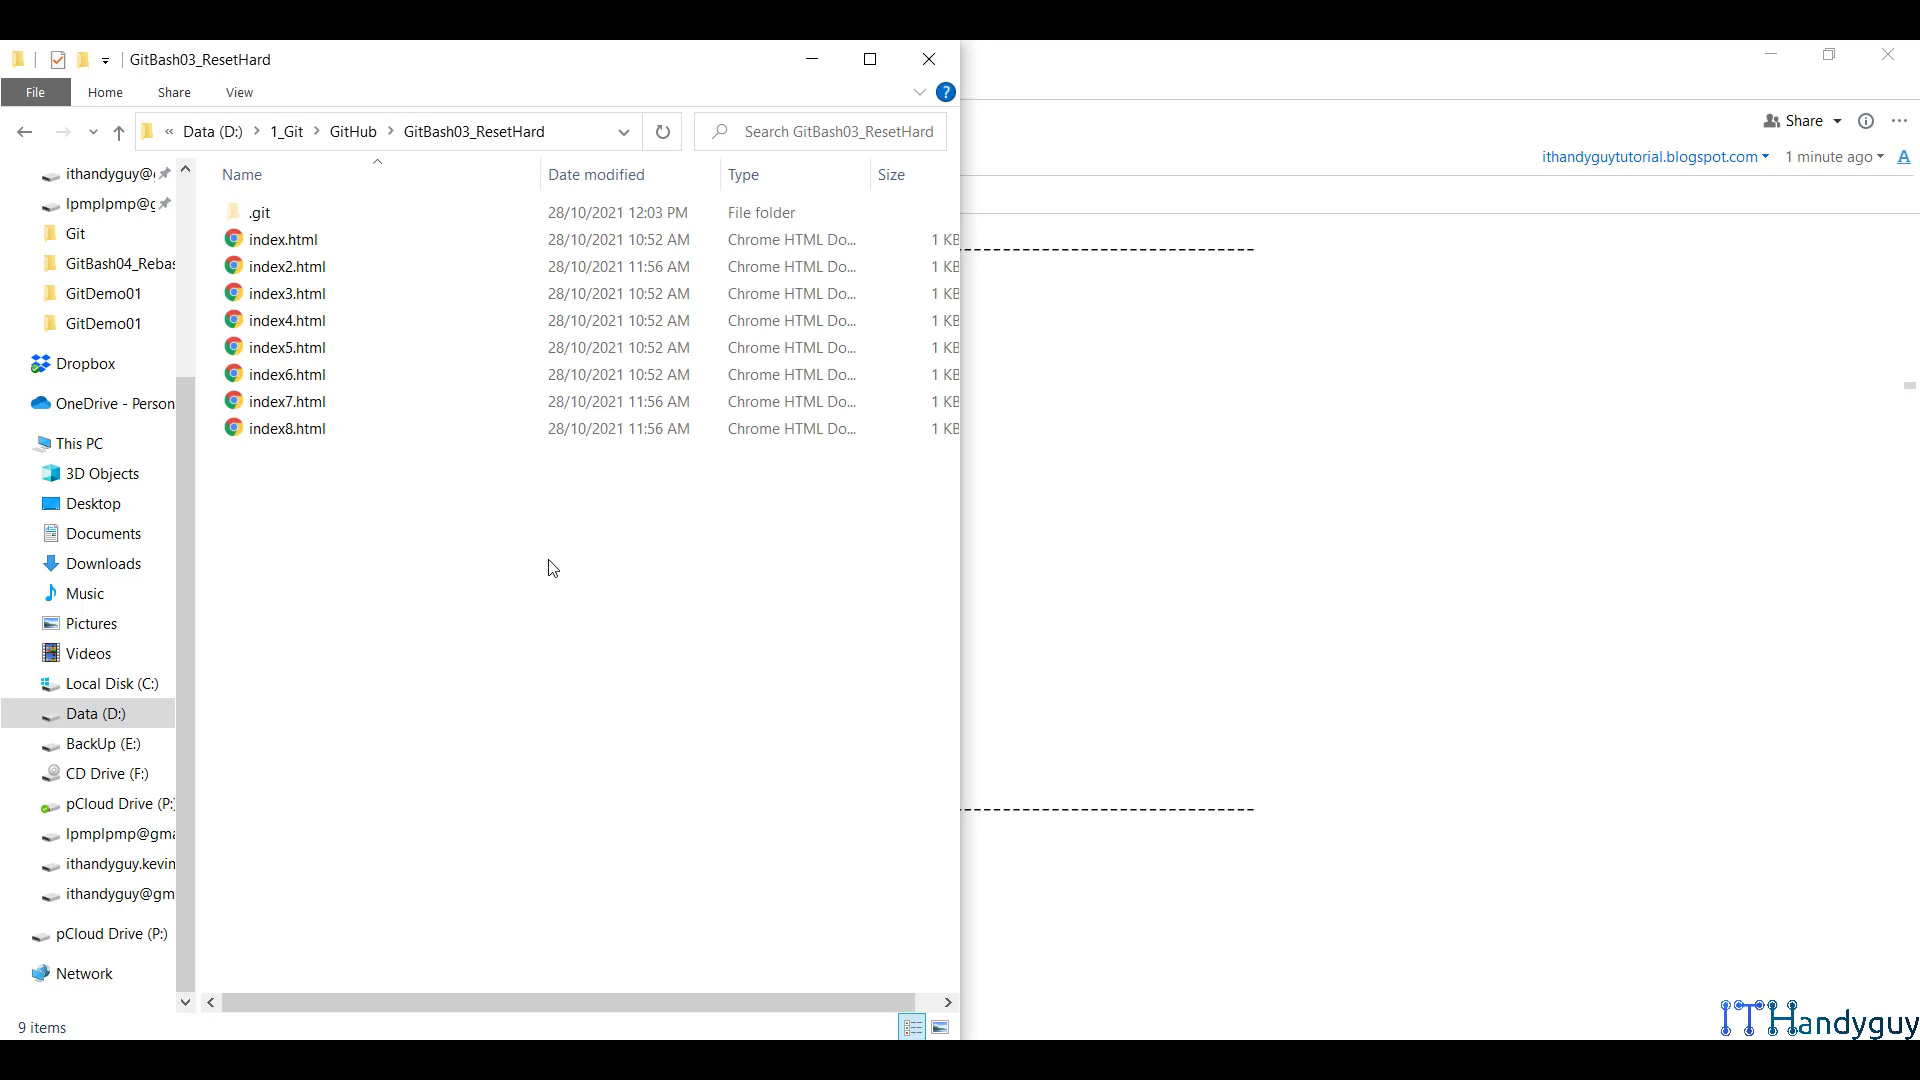 GitBash03_ResetHard
File Home Share View
?
« Data (D:) > 1_Git > GitHub > GitBash03_ResetHard
Search GitBash03_ResetHard
ithandyguy@
lpmplpmp@g
Git
GitBash04_Rebas
GitDemo01
GitDemo01
Dropbox
OneDrive - Person
This PC
3D Objects
Desktop
Documents
Downloads
Music
Pictures
Videos
Local Disk (C:)
Data (D:)
BackUp (E:)
CD Drive (F:)
pCloud Drive (P:)
lpmplpmp@gma
ithandyguy.kevin
ithandyguy@gm
pCloud Drive (P:)
Network
Name Date modified Type Size
.git 28/10/2021 12:03 PM File folder
index.html 28/10/2021 10:52 AM Chrome HTML Do... 1 KB
index2.html 28/10/2021 11:56 AM Chrome HTML Do... 1 KB
index3.html 28/10/2021 10:52 AM Chrome HTML Do... 1 KB
index4.html 28/10/2021 10:52 AM Chrome HTML Do... 1 KB
index5.html 28/10/2021 10:52 AM Chrome HTML Do... 1 KB
index6.html 28/10/2021 10:52 AM Chrome HTML Do... 1 KB
index7.html 28/10/2021 11:56 AM Chrome HTML Do... 1 KB
index8.html 28/10/2021 11:56 AM Chrome HTML Do... 1 KB
9 items
Share
ithandyguytutorial.blogspot.com 1 minute ago A
------------------------------
------------------------------
ITHandyguy